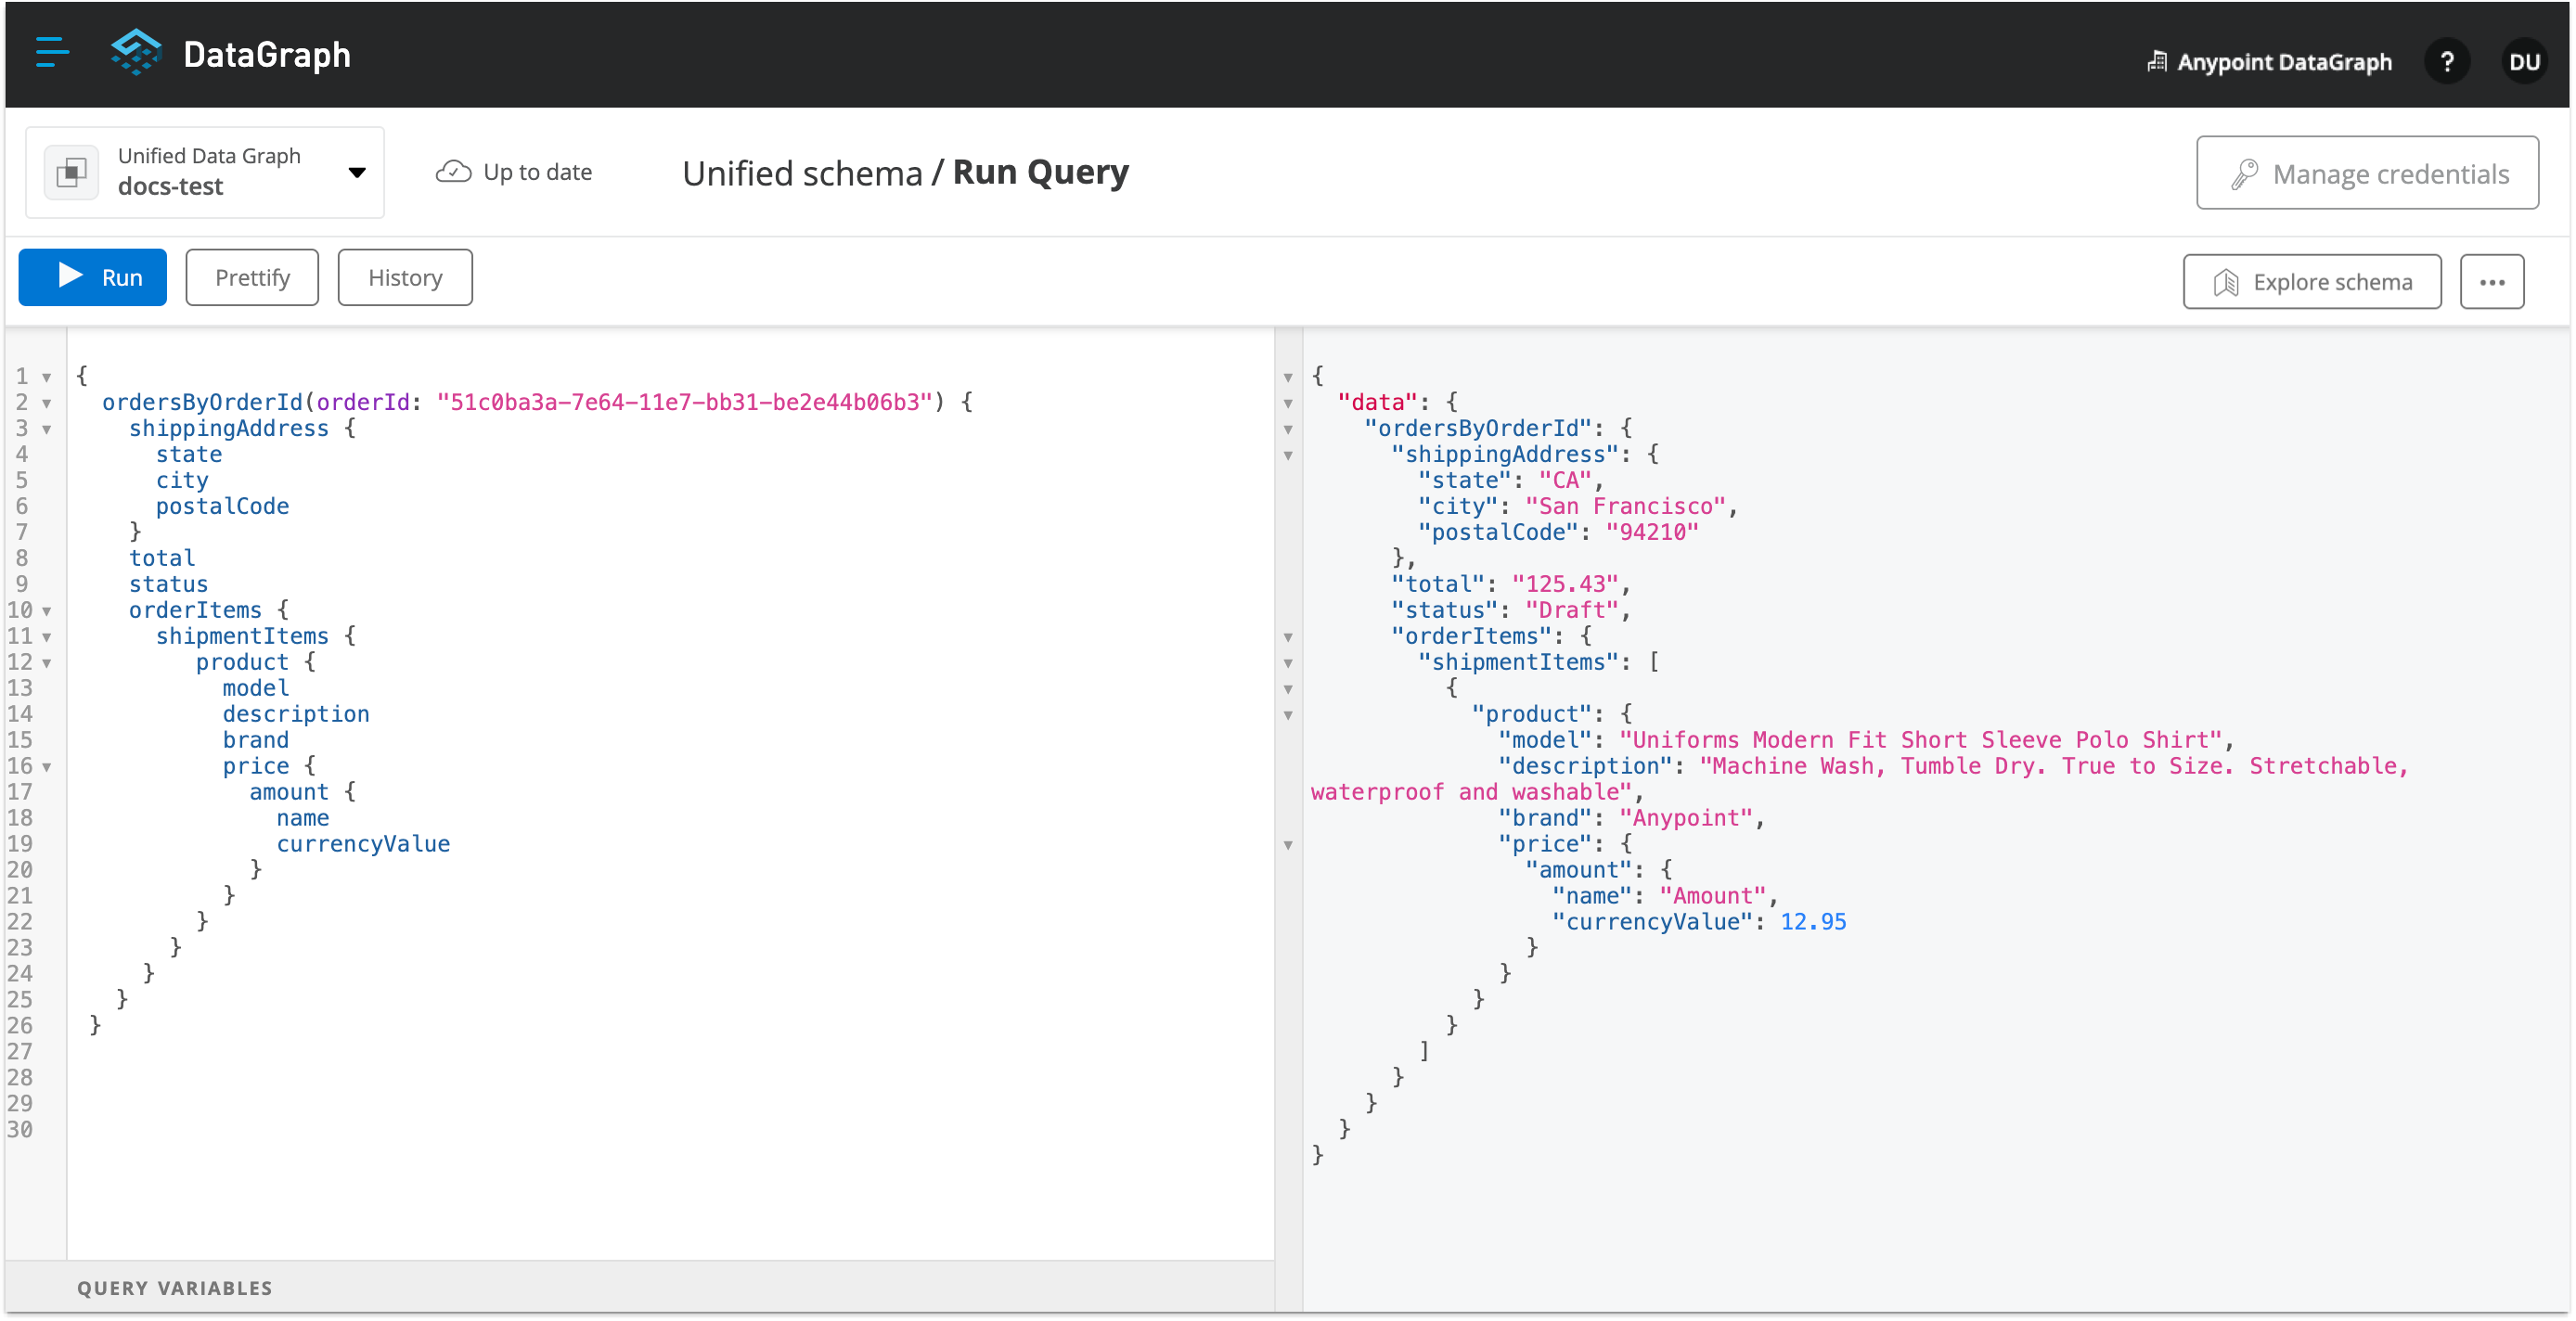 DataGraph
Anypoint DataGraph
?
DU
Unified Data Graph
docs-test
Up to date
Unified schema / Run Query
Manage credentials
Run
Prettify
History
Explore schema
...
1 {
2 ordersByOrderId(orderId: "51c0ba3a-7e64-11e7-bb31-be2e44b06b3") {
3 shippingAddress {
4 state
5 city
6 postalCode
7 }
8 total
9 status
10 orderItems {
11 shipmentItems {
12 product {
13 model
14 description
15 brand
16 price {
17 amount {
18 name
19 currencyValue
20 }
21 }
22 }
23 }
24 }
25 }
26 }
27
28
29
30
QUERY VARIABLES
{
"data": {
"ordersByOrderId": {
"shippingAddress": {
"state": "CA",
"city": "San Francisco",
"postalCode": "94210"
},
"total": "125.43",
"status": "Draft",
"orderItems": {
"shipmentItems": [
{
"product": {
"model": "Uniforms Modern Fit Short Sleeve Polo Shirt",
"description": "Machine Wash, Tumble Dry. True to Size. Stretchable,
waterproof and washable",
"brand": "Anypoint",
"price": {
"amount": {
"name": "Amount",
"currencyValue": 12.95
}
}
}
}
]
}
}
}
}